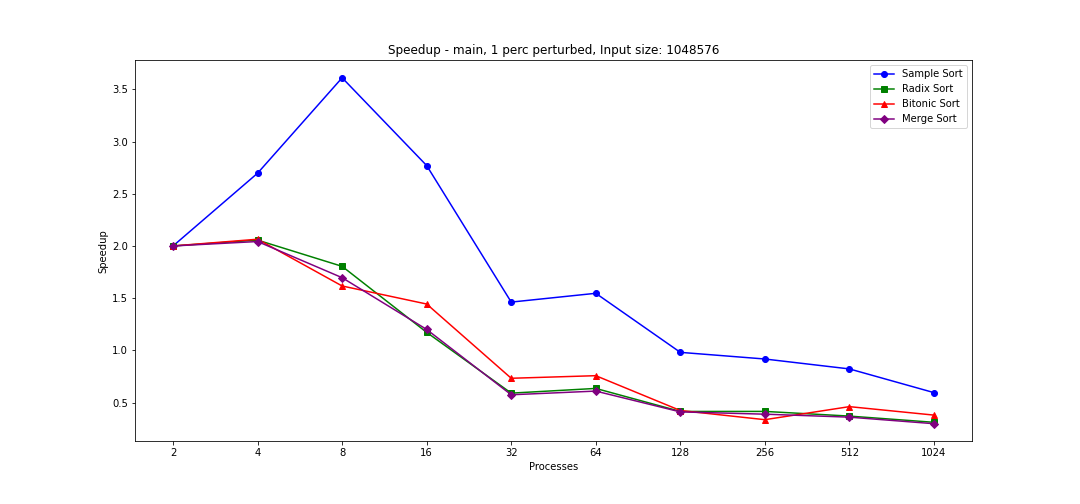 Speedup - main, 1 perc perturbed, Input size: 1048576
Sample Sort
Radix Sort
Bitonic Sort
Merge Sort
Speedup
3.5
3.0
2.5
2.0
1.5
1.0
0.5
2 4 8 16 32 64 128 256 512 1024
Processes